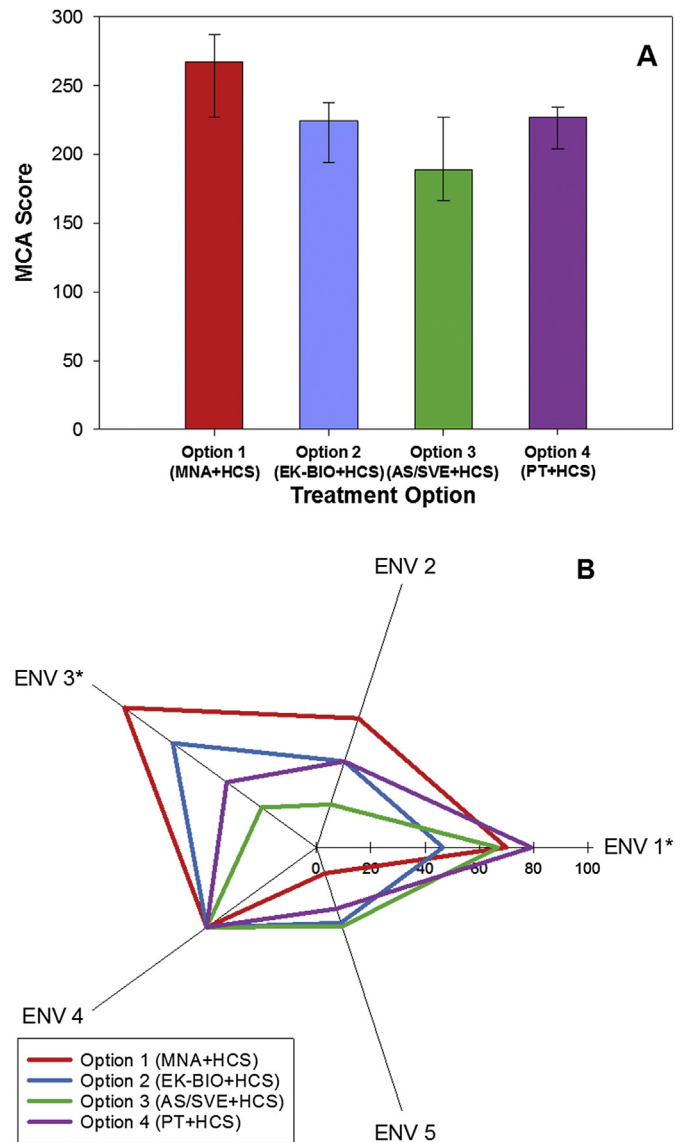 300
A
250
200
150
100
50
0
MCA Score
Option 1 Option 2 Option 3 Option 4
(MNA+HCS) (EK-BIO+HCS) (AS/SVE+HCS) (PT+HCS)
Treatment Option
B
ENV 2
ENV 3*
ENV 1*
0 20 40 60 80 100
ENV 4
Option 1 (MNA+HCS)
Option 2 (EK-BIO+HCS)
Option 3 (AS/SVE+HCS)
Option 4 (PT+HCS)
ENV 5